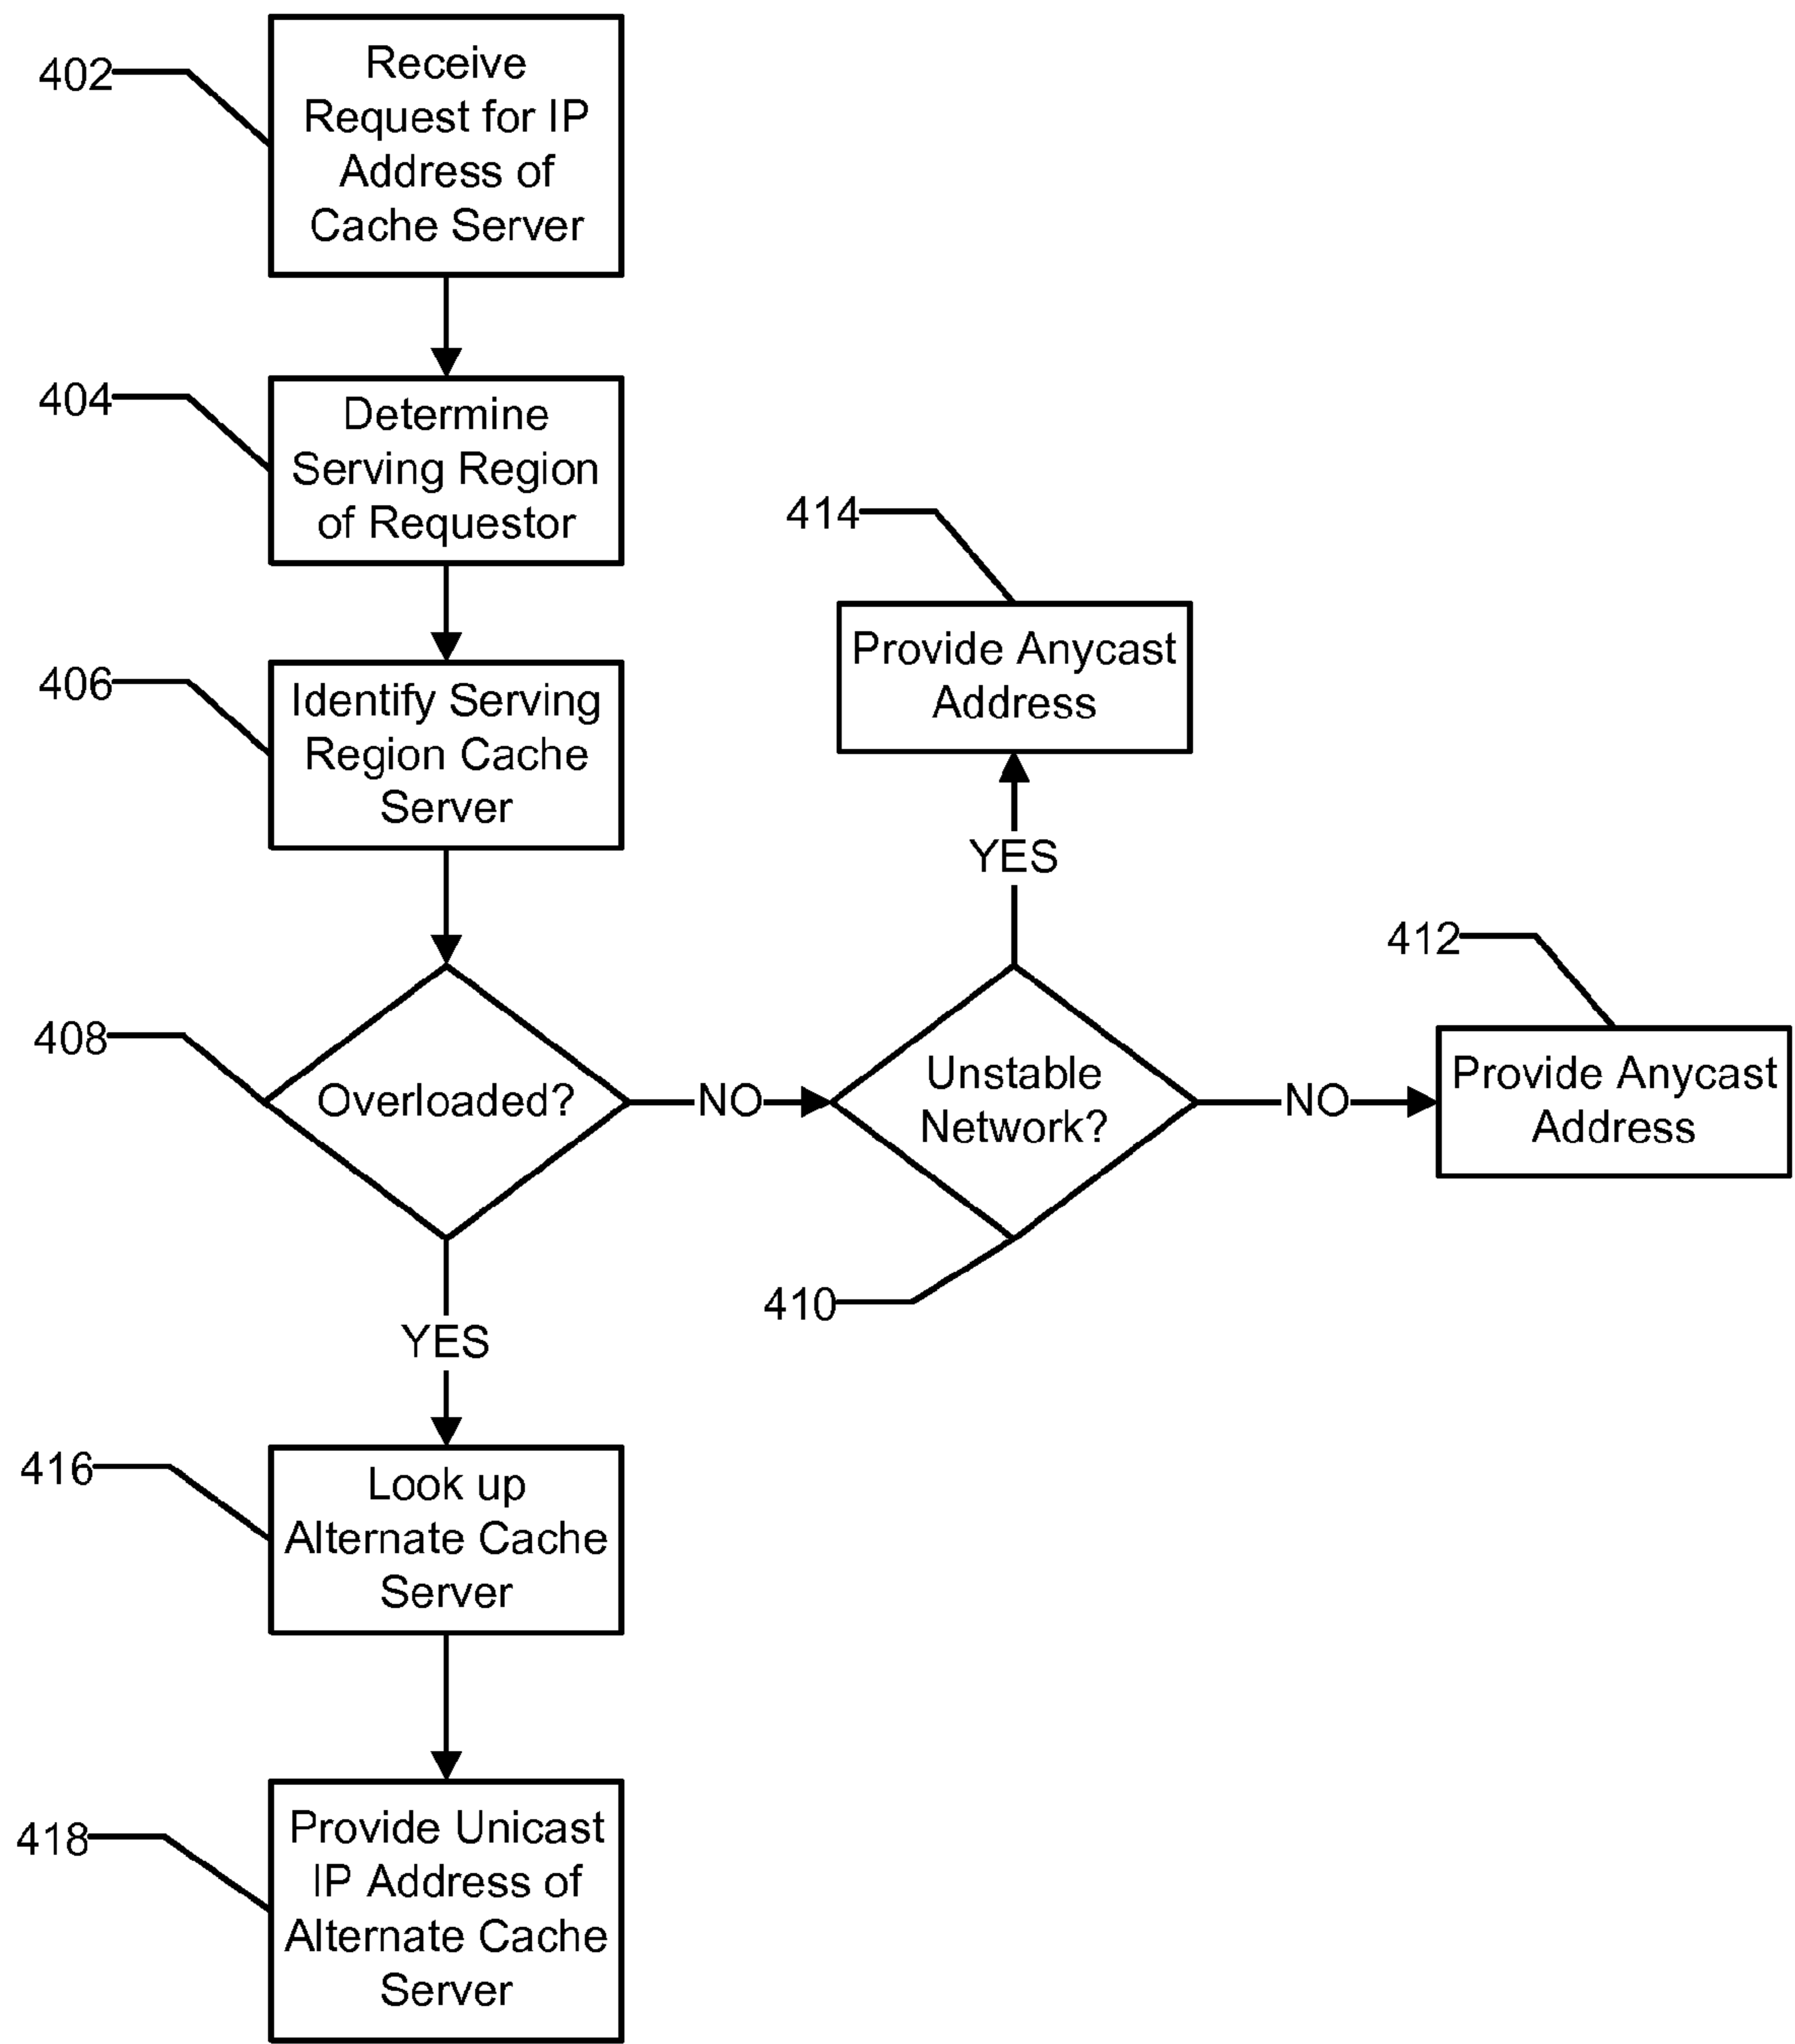 402
Receive
Request for IP
Address of
Cache Server
404
Determine
Serving Region
of Requestor
406
Identify Serving
Region Cache
Server
414
Provide Anycast
Address
YES
408
Overloaded?
NO
Unstable
Network?
410
NO
412
Provide Anycast
Address
YES
416
Look up
Alternate Cache
Server
418
Provide Unicast
IP Address of
Alternate Cache
Server